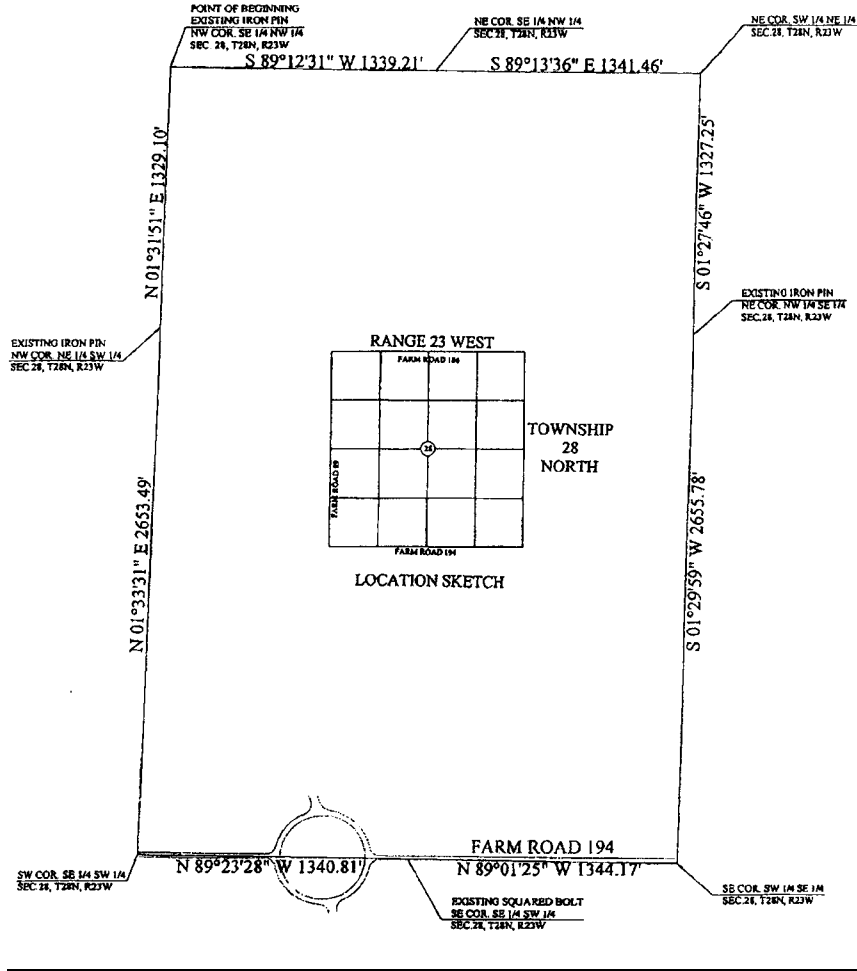 POINT OF BEGINNING
EXISTING IRON PIN
NW COR. SE 1/4 NW 1/4
SEC. 28, T28N, R23W
NE COR. SE 1/4 NW 1/4
SEC. 28, T28N, R23W
NE COR. SW 1/4 NE 1/4
SEC. 28, T28N, R23W
S 89°12'31" W 1339.21'
S 89°13'36" E 1341.46'
N 01°31'51" E 1329.10'
S 01°27'46" W 1327.25'
EXISTING IRON PIN
NE COR. NW 1/4 SE 1/4
SEC. 28, T28N, R23W
EXISTING IRON PIN
NW COR. NE 1/4 SW 1/4
SEC 28, T28N, R23W
RANGE 23 WEST
FARM ROAD 186
TOWNSHIP
28
NORTH
28
FARM ROAD 89
FARM ROAD 194
LOCATION SKETCH
N 01°33'31" E 2653.49'
S 01°29'59" W 2655.78'
FARM ROAD 194
N 89°23'28" W 1340.81'
N 89°01'25" W 1344.17'
SW COR. SE 1/4 SW 1/4
SEC 28, T28N, R23W
SE COR. SW 1/4 SE 1/4
SEC. 28, T28N, R23W
EXISTING SQUARED BOLT
SE COR. SE 1/4 SW 1/4
SEC. 28, T28N, R23W